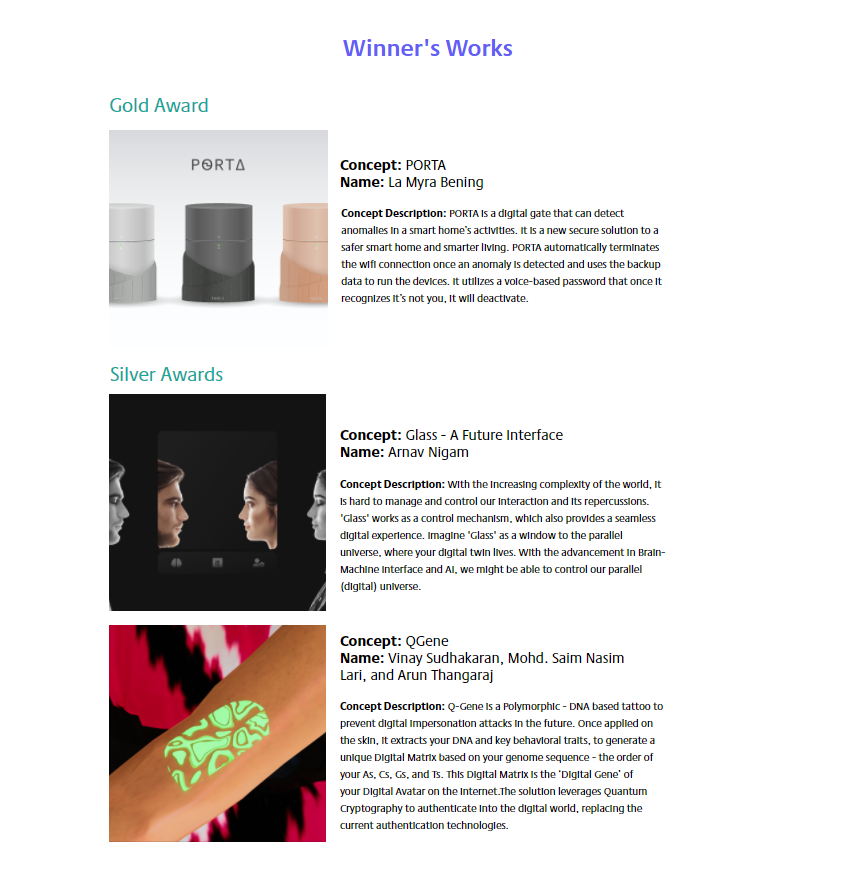 Winner's Works
Gold Award
PORTA
Concept: PORTA
Name: La Myra Bening
Concept Description: PORTA is a digital gate that can detect
anomalies in a smart home's activities. It is a new secure solution to a
safer smart home and smarter living. PORTA automatically terminates
the wifi connection once an anomaly is detected and uses the backup
data to run the devices. It utilizes a voice-based password that once it
recognizes it's not you, it will deactivate.
Silver Awards
Concept: Glass - A Future Interface
Name: Arnav Nigam
Concept Description: With the increasing complexity of the world, it
is hard to manage and control our interaction and its repercussions.
'Glass' works as a control mechanism, which also provides a seamless
digital experience. Imagine 'Glass' as a window to the parallel
universe, where your digital twin lives. With the advancement in Brain-
Machine Interface and AI, we might be able to control our parallel
(digital) universe.
Concept: QGene
Name: Vinay Sudhakaran, Mohd. Saim Nasim
Lari, and Arun Thangaraj
Concept Description: Q-Gene is a Polymorphic - DNA based tattoo to
prevent digital impersonation attacks in the future. Once applied on
the skin, it extracts your DNA and key behavioral traits, to generate a
unique Digital Matrix based on your genome sequence - the order of
your As, Cs, Gs, and Ts. This Digital Matrix is the 'Digital Gene' of
your Digital Avatar on the Internet.The solution leverages Quantum
Cryptography to authenticate into the digital world, replacing the
current authentication technologies.